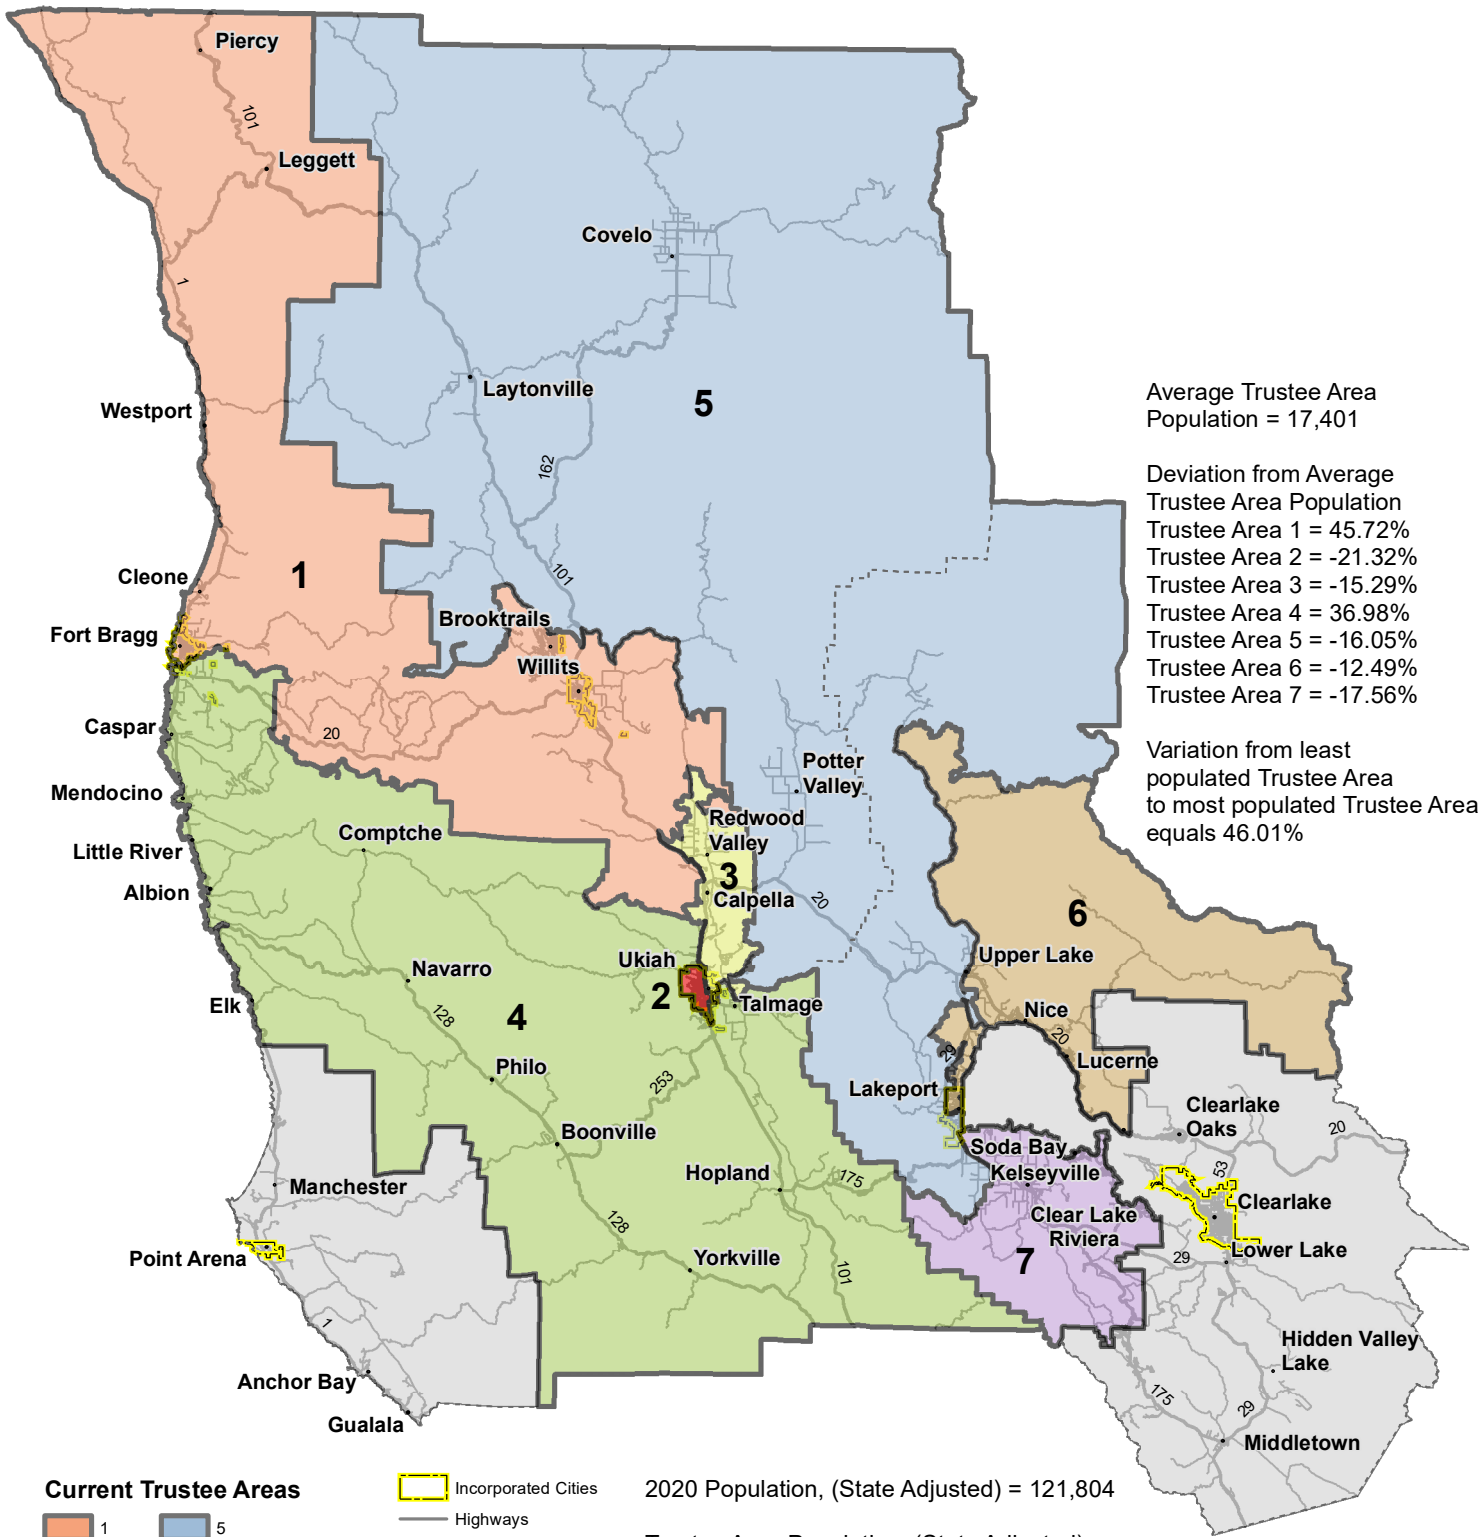 Piercy
101
Leggett
Covelo
1
Laytonville
5
Westport
162
Average Trustee Area
Population = 17,401
Deviation from Average
Trustee Area Population
Trustee Area 1 = 45.72%
Trustee Area 2 = -21.32%
Trustee Area 3 = -15.29%
Trustee Area 4 = 36.98%
Trustee Area 5 = -16.05%
Trustee Area 6 = -12.49%
Trustee Area 7 = -17.56%
Variation from least
populated Trustee Area
to most populated Trustee Area
equals 46.01%
Cleone
1
101
Brooktrails
Fort Bragg
Willits
Caspar
20
Potter
Valley
Mendocino
Comptche
Redwood
Valley
Little River
3
Albion
Calpella
20
6
Ukiah
Upper Lake
Navarro
2
Talmage
Elk
128
4
Nice
20
29
Lucerne
Philo
253
Lakeport
Clearlake
Oaks
20
Boonville
Soda Bay
Kelseyville
53
Hopland
175
Manchester
Clearlake
128
Clear Lake
Riviera
Point Arena
Yorkville
7
29
Lower Lake
101
1
Hidden Valley
Lake
Anchor Bay
175
29
Gualala
Middletown
Current Trustee Areas
1
5
Incorporated Cities
Highways
2020 Population, (State Adjusted) = 121,804